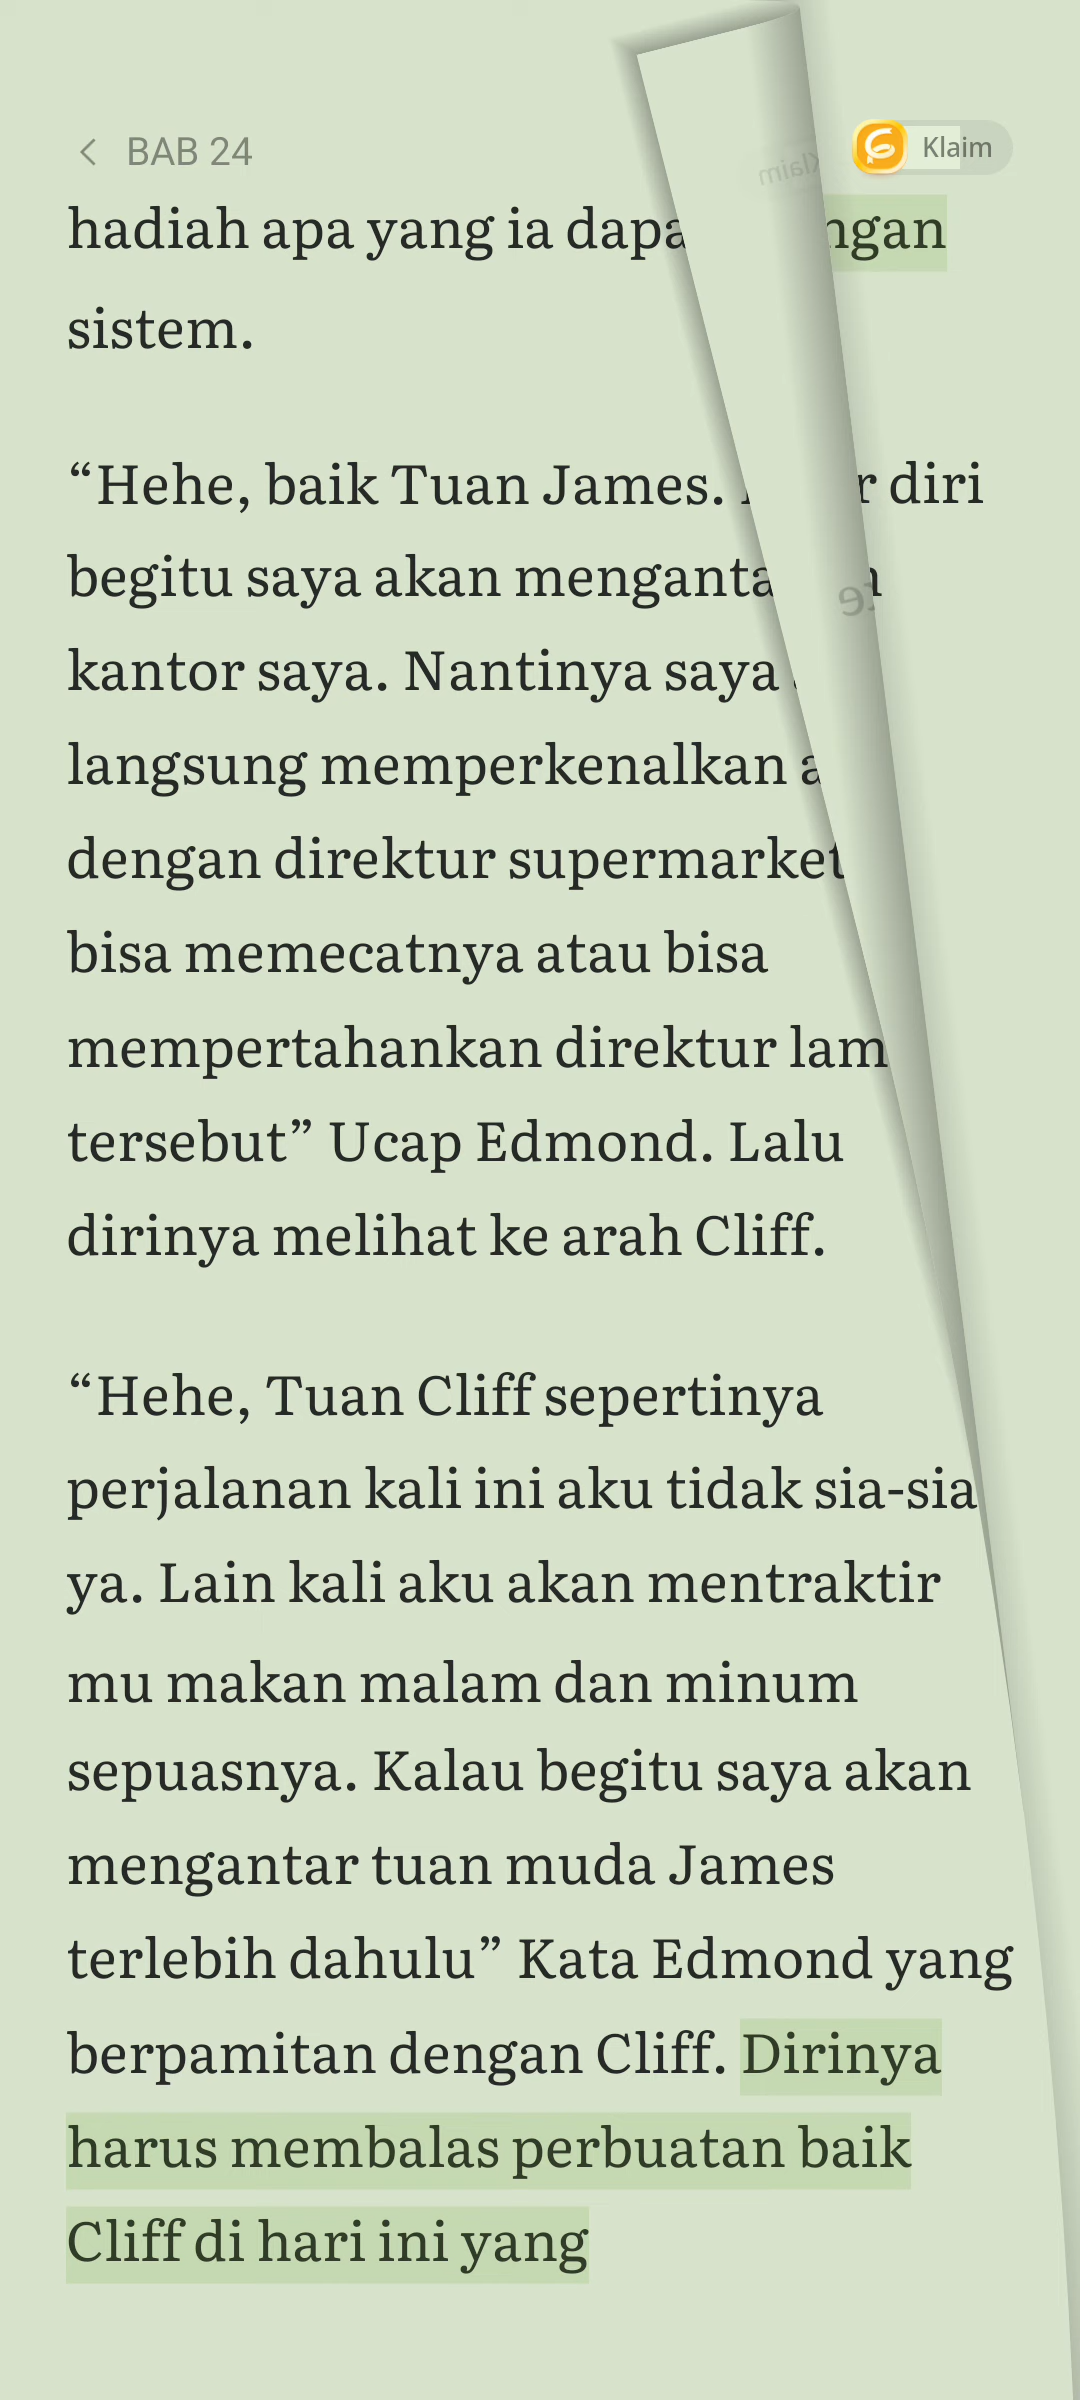 BAB 24
Klaim
hadiah apa yang ia
sistem.
“Hehe, baik Tuan James. diri
begitu saya akan
kantor saya. Nantinya saya
langsung memperkenalkan
dengan direktur supermarket
bisa memecatnya atau bisa
mempertahankan direktur
tersebut” Ucap Edmond. Lalu
dirinya melihat ke arah Cliff.
“Hehe, Tuan Cliff sepertinya
perjalanan kali ini aku tidak sia-sia
ya. Lain kali aku akan mentraktir
mu makan malam dan minum
sepuasnya. Kalau begitu saya akan
mengantar tuan muda James
terlebih dahulu” Kata Edmond yang
berpamitan dengan Cliff. Dirinya
harus membalas perbuatan baik
Cliff di hari ini yang